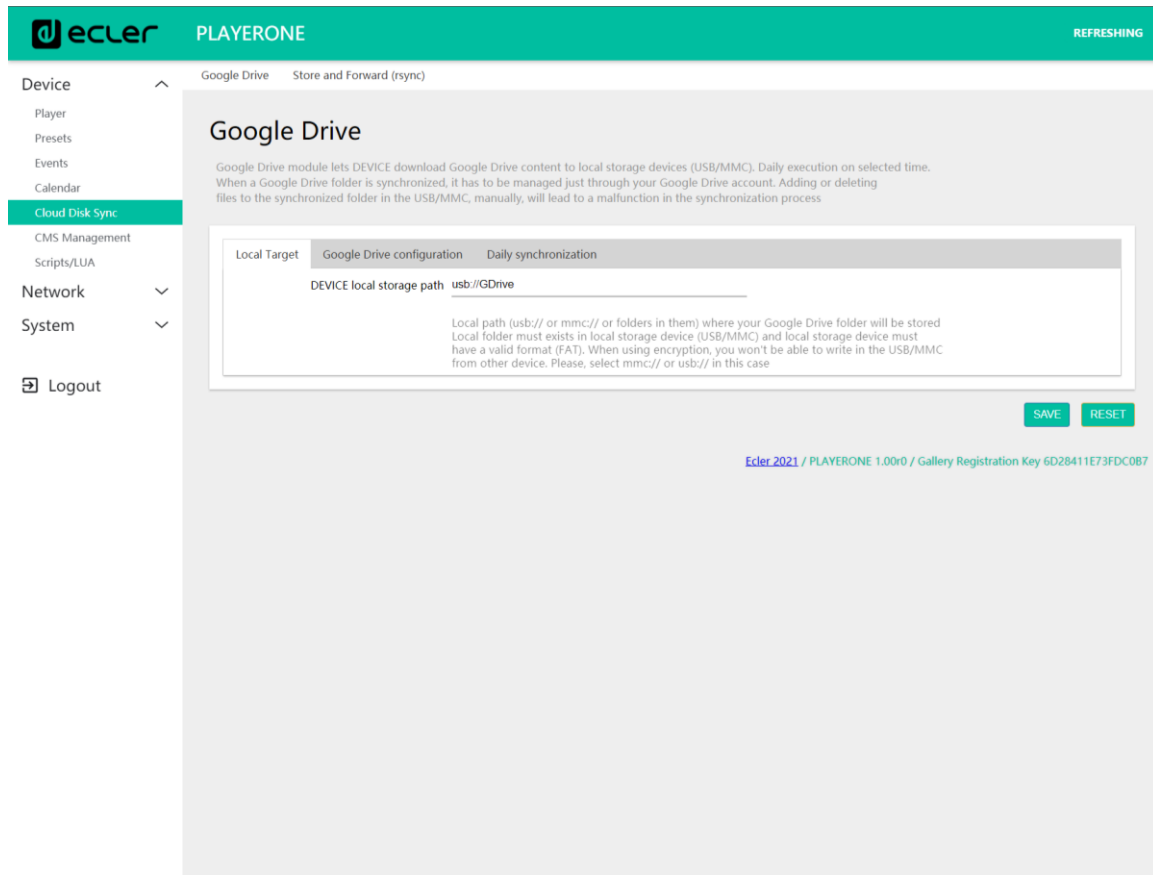 ecler
PLAYERONE
REFRESHING
Device
Player
Presets
Events
Calendar
Cloud Disk Sync
CMS Management
Scripts/LUA
Network
System
Logout
Google Drive Store and Forward (rsync)
Google Drive
Google Drive module lets DEVICE download Google Drive content to local storage devices (USB/MMC). Daily execution on selected time.
When a Google Drive folder is synchronized, it has to be managed just through your Google Drive account. Adding or deleting
files to the synchronized folder in the USB/MMC, manually, will lead to a malfunction in the synchronization process
Local Target Google Drive configuration Daily synchronization
DEVICE local storage path usb://GDrive
Local path (usb:// or mmc:// or folders in them) where your Google Drive folder will be stored
Local folder must exists in local storage device (USB/MMC) and local storage device must
have a valid format (FAT). When using encryption, you won't be able to write in the USB/MMC
from other device. Please, select mmc:// or usb:// in this case
SAVE RESET
Ecler 2021 / PLAYERONE 1.00r0 / Gallery Registration Key 6D28411E73FDC0B7